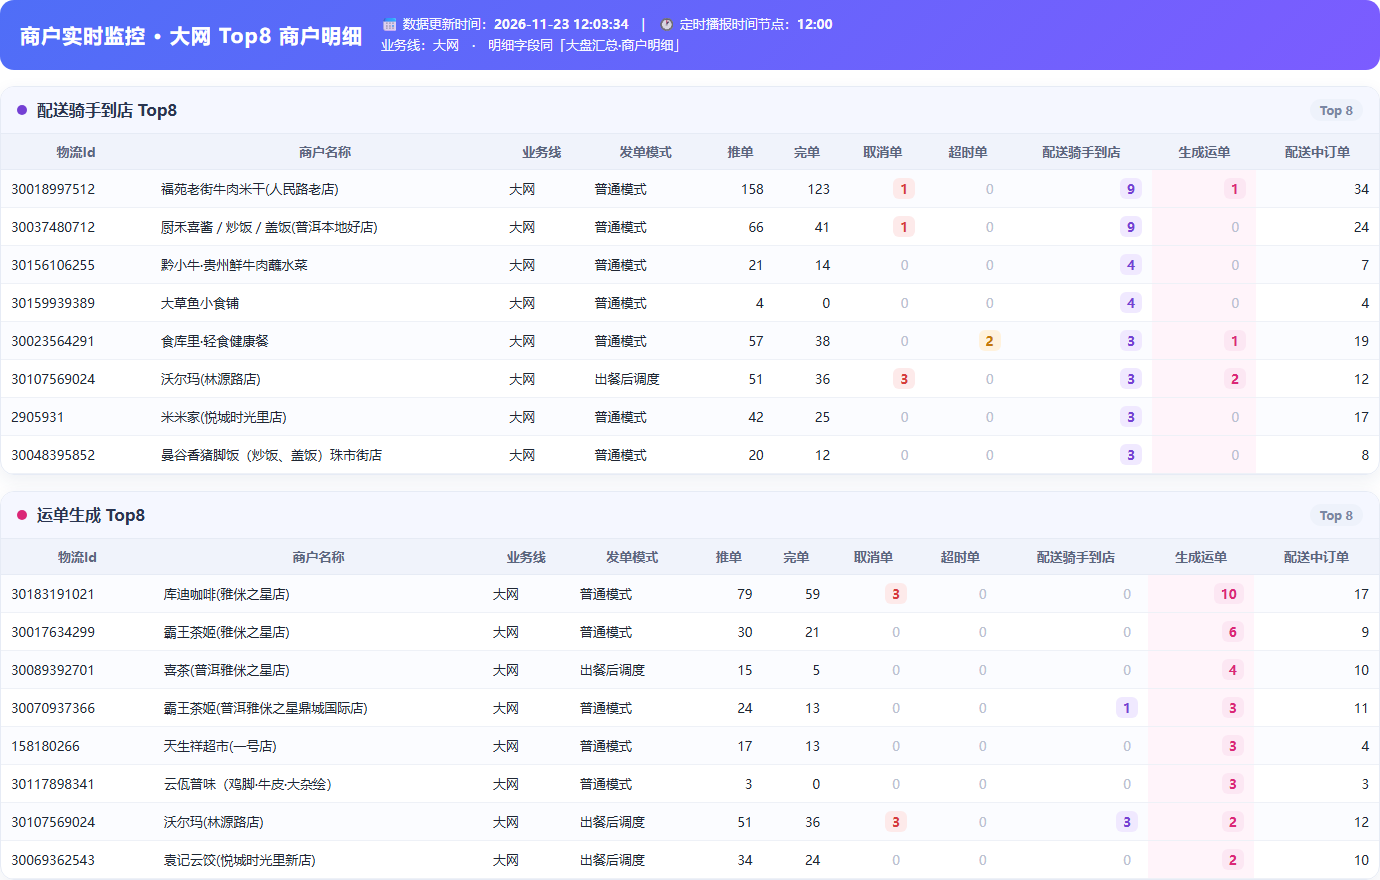 商户实时监控 • 大网 Top8 商户明细
数据更新时间：2026-11-23 12:03:34 | 定时播报时间节点：12:00
业务线：大网 · 明细字段同「大盘汇总·商户明细」
配送骑手到店 Top8 Top 8
物流Id 商户名称 业务线 发单模式 推单 完单 取消单 超时单 配送骑手到店 生成运单 配送中订单
30018997512 福苑老街牛肉米干(人民路老店) 大网 普通模式 158 123 1 0 9 1 34
30037480712 厨禾喜酱 / 炒饭 / 盖饭(普洱本地好店) 大网 普通模式 66 41 1 0 9 0 24
30156106255 黔小牛·贵州鲜牛肉蘸水菜 大网 普通模式 21 14 0 0 4 0 7
30159939389 大草鱼小食铺 大网 普通模式 4 0 0 0 4 0 4
30023564291 食库里·轻食健康餐 大网 普通模式 57 38 0 2 3 1 19
30107569024 沃尔玛(林源路店) 大网 出餐后调度 51 36 3 0 3 2 12
2905931 米米家(悦城时光里店) 大网 普通模式 42 25 0 0 3 0 17
30048395852 曼谷香猪脚饭（炒饭、盖饭）珠市街店 大网 普通模式 20 12 0 0 3 0 8
运单生成 Top8 Top 8
物流Id 商户名称 业务线 发单模式 推单 完单 取消单 超时单 配送骑手到店 生成运单 配送中订单
30183191021 库迪咖啡(雅侎之星店) 大网 普通模式 79 59 3 0 0 10 17
30017634299 霸王茶姬(雅侎之星店) 大网 普通模式 30 21 0 0 0 6 9
30089392701 喜茶(普洱雅侎之星店) 大网 出餐后调度 15 5 0 0 0 4 10
30070937366 霸王茶姬(普洱雅侎之星鼎城国际店) 大网 普通模式 24 13 0 0 1 3 11
158180266 天生祥超市(一号店) 大网 普通模式 17 13 0 0 0 3 4
30117898341 云佤普味（鸡脚·牛皮·大杂绘） 大网 普通模式 3 0 0 0 0 3 3
30107569024 沃尔玛(林源路店) 大网 出餐后调度 51 36 3 0 3 2 12
30069362543 袁记云饺(悦城时光里新店) 大网 出餐后调度 34 24 0 0 0 2 10